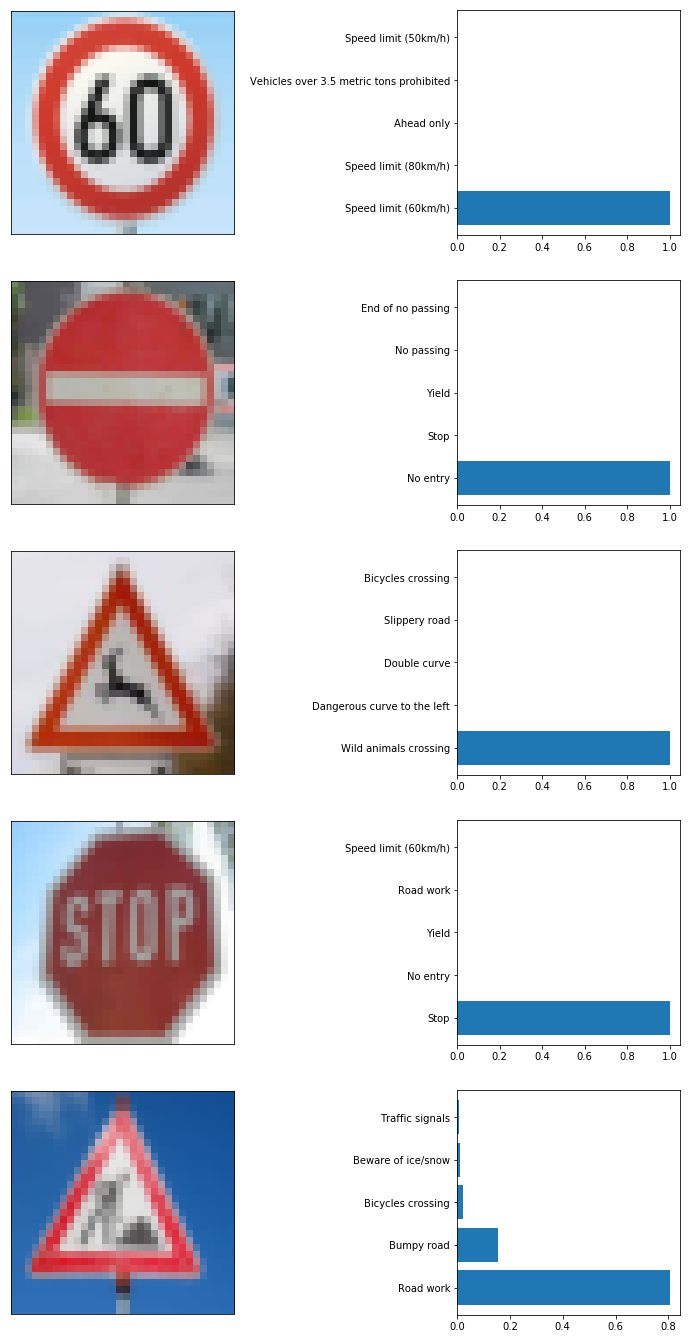 60
Speed limit (50km/h)
Vehicles over 3.5 metric tons prohibited
Ahead only
Speed limit (80km/h)
Speed limit (60km/h)
0.0 0.2 0.4 0.6 0.8 1.0
End of no passing
No passing
Yield
Stop
No entry
0.0 0.2 0.4 0.6 0.8 1.0
Bicycles crossing
Slippery road
Double curve
Dangerous curve to the left
Wild animals crossing
0.0 0.2 0.4 0.6 0.8 1.0
STOP
Speed limit (60km/h)
Road work
Yield
No entry
Stop
0.0 0.2 0.4 0.6 0.8 1.0
Traffic signals
Beware of ice/snow
Bicycles crossing
Bumpy road
Road work
0.0 0.2 0.4 0.6 0.8